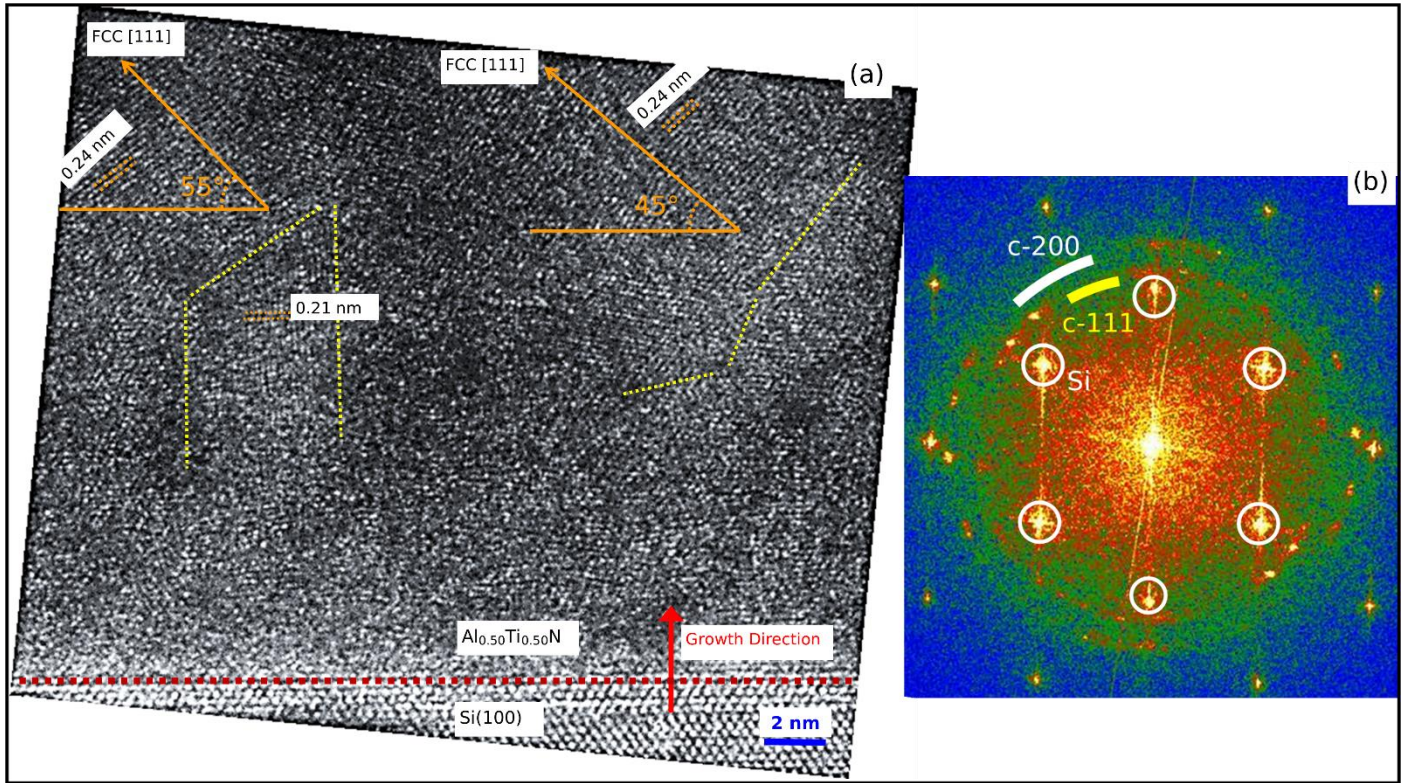 FCC [111]
FCC [111]
(a)
0.24 nm
0.24 nm
55°
45°
0.21 nm
Al0.50Ti0.50N
Growth Direction
Si(100)
2 nm
(b)
c-200
c-111
Si